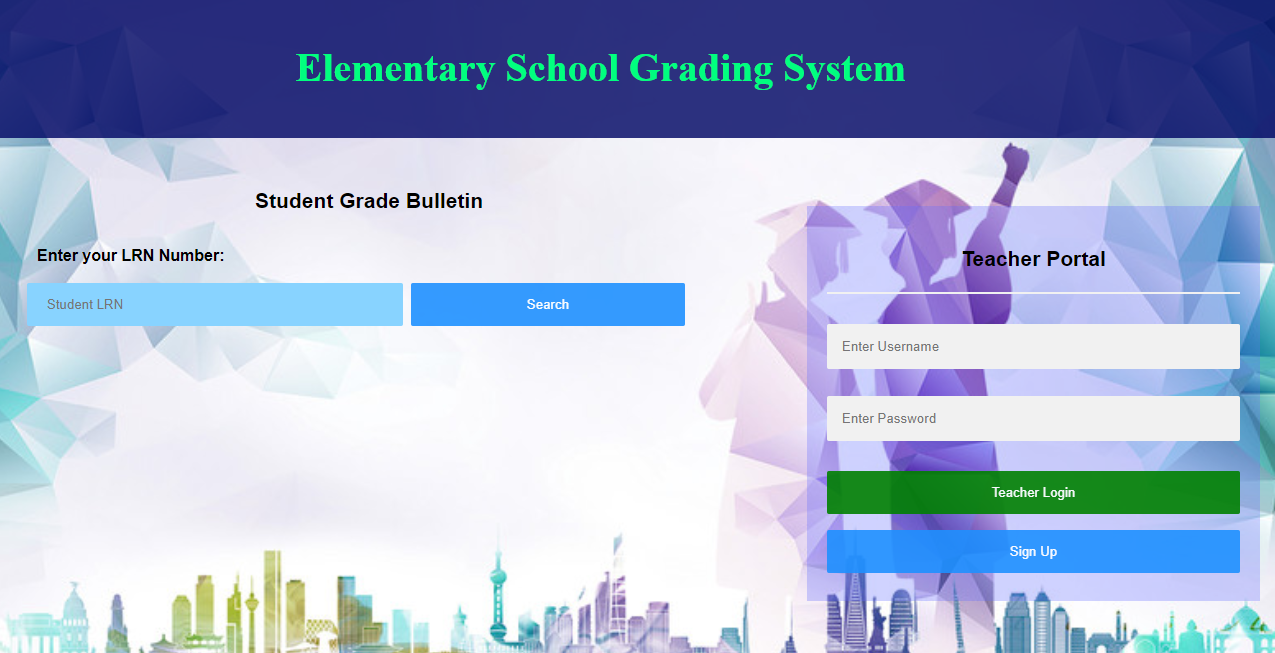 Elementary School Grading System
Student Grade Bulletin
Enter your LRN Number:
Student LRN
Search
Teacher Portal
Enter Username
Enter Password
Teacher Login
Sign Up